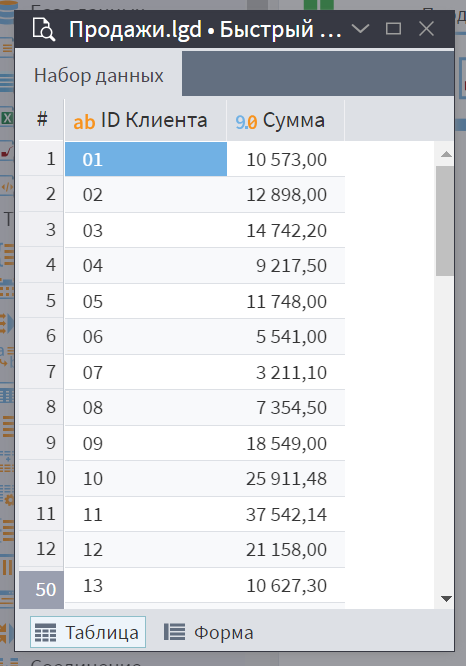 Продажи.lgd • Быстрый ...
Набор данных
# ab ID Клиента 9.0 Сумма
1 01 10 573,00
2 02 12 898,00
3 03 14 742,20
4 04 9 217,50
5 05 11 748,00
6 06 5 541,00
7 07 3 211,10
8 08 7 354,50
9 09 18 549,00
10 10 25 911,48
11 11 37 542,14
12 12 21 158,00
50 13 10 627,30
Таблица Форма